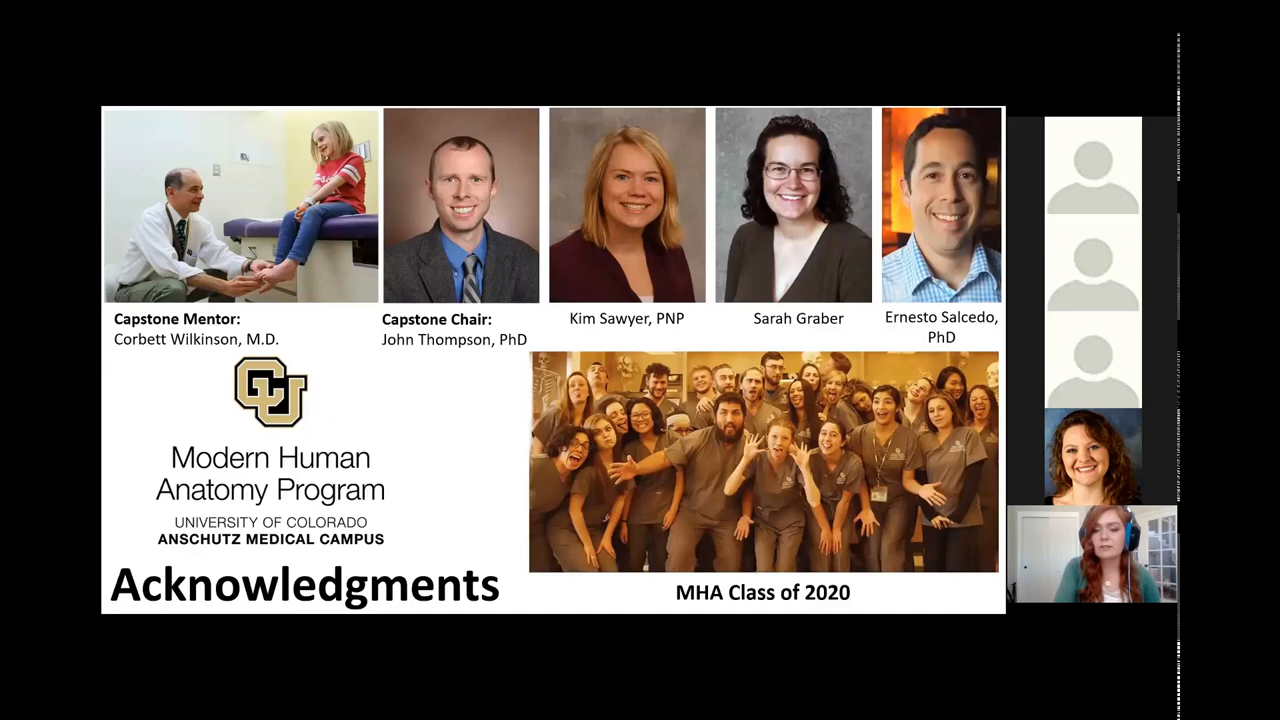 Capstone Mentor:
Corbett Wilkinson, M.D.
Capstone Chair:
John Thompson, PhD
Kim Sawyer, PNP
Sarah Graber
Ernesto Salcedo,
PhD
CU
Modern Human
Anatomy Program
UNIVERSITY OF COLORADO
ANSCHUTZ MEDICAL CAMPUS
Acknowledgments
MHA Class of 2020